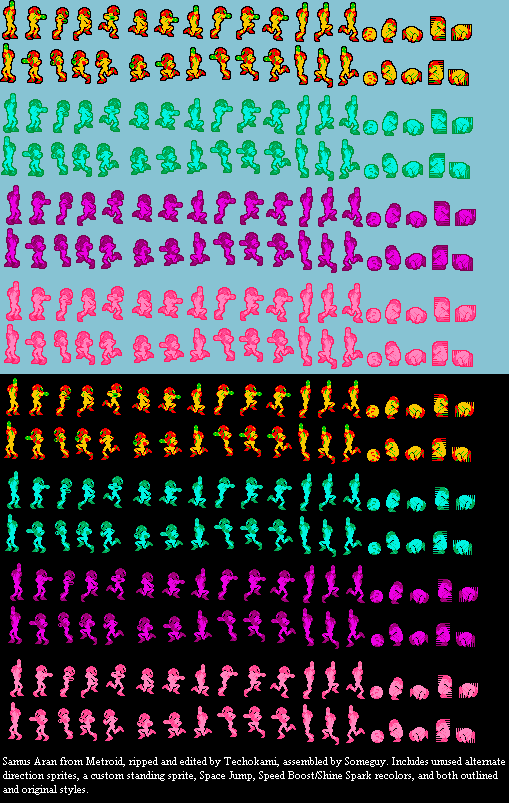 Samus Aran from Metroid, ripped and edited by Techokami, assembled by Someguy. Includes unused alternate
direction sprites, a custom standing sprite, Space Jump, Speed Boost/Shine Spark recolors, and both outlined
and original styles.